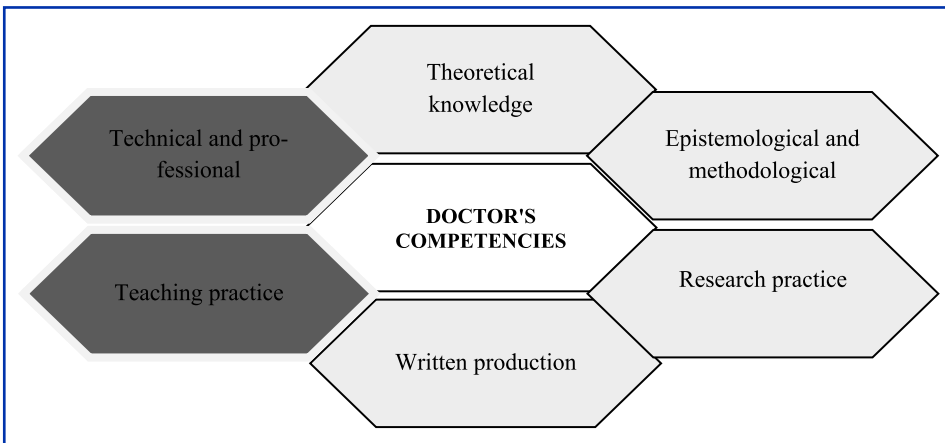 Theoretical
knowledge
Technical and pro-
fessional
Epistemological and
methodological
DOCTOR'S
COMPETENCIES
Teaching practice
Research practice
Written production